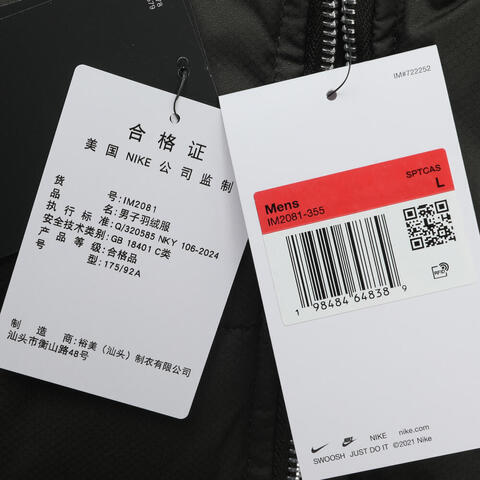 合格证
美国 NIKE 公司监制
货号:IM2081
品名:男子羽绒服
执行标准:Q/320585 NKY 106-2024
安全技术类别:GB 18401 C类
产品等级:合格品
型:175/92A
制造商:裕美(汕头)制衣有限公司
汕头市衡山路48号
IM#722252
SPTCAS
Mens L
IM2081-355
1 98484 64838 9
RFID
NIKE nike.com
SWOOSH JUST DO IT ©2021 Nike